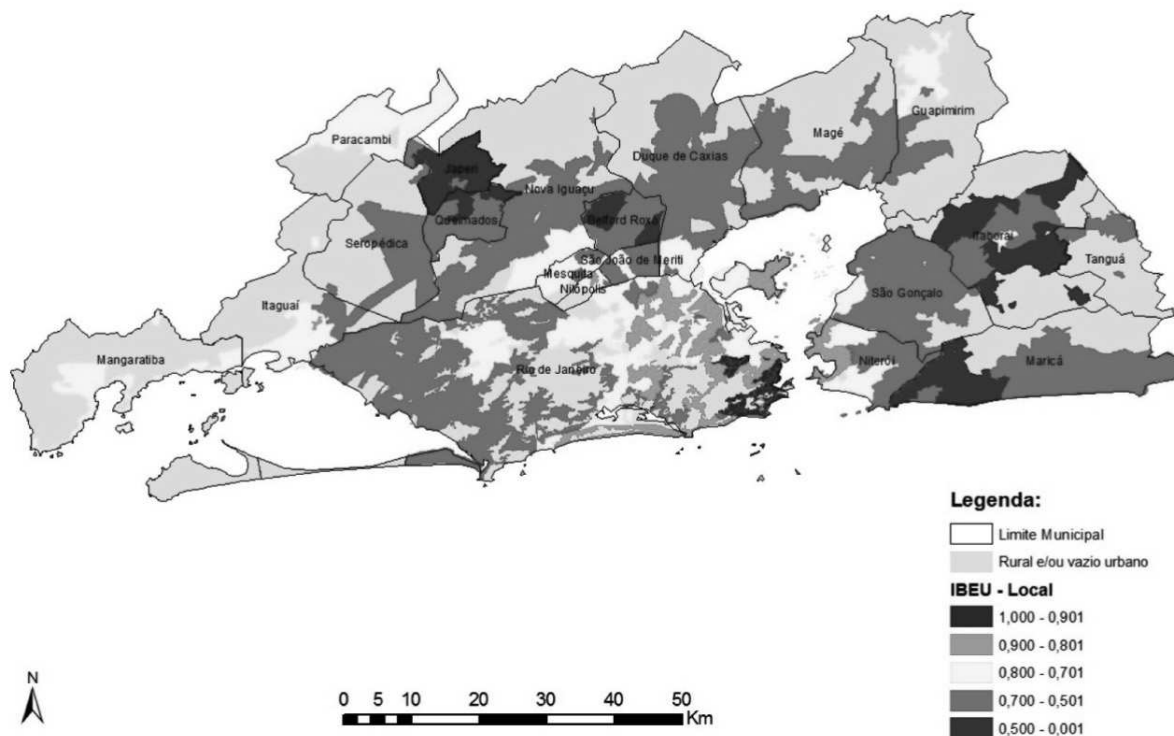 Paracambi
Guapimirim
Magé
Duque de Caxias
Japeri
Nova Iguaçu
Queimados
Belford Roxo
Seropédica
Itaboraí
São João de Meriti
Tanguá
Mesquita
Nilópolis
São Gonçalo
Itaguaí
Mangaratiba
Niterói
Maricá
Rio de Janeiro
Legenda:
Limite Municipal
Rural e/ou vazio urbano
IBEU - Local
1,000 - 0,901
0,900 - 0,801
0,800 - 0,701
0,700 - 0,501
0,500 - 0,001
N
0 5 10 20 30 40 50
Km